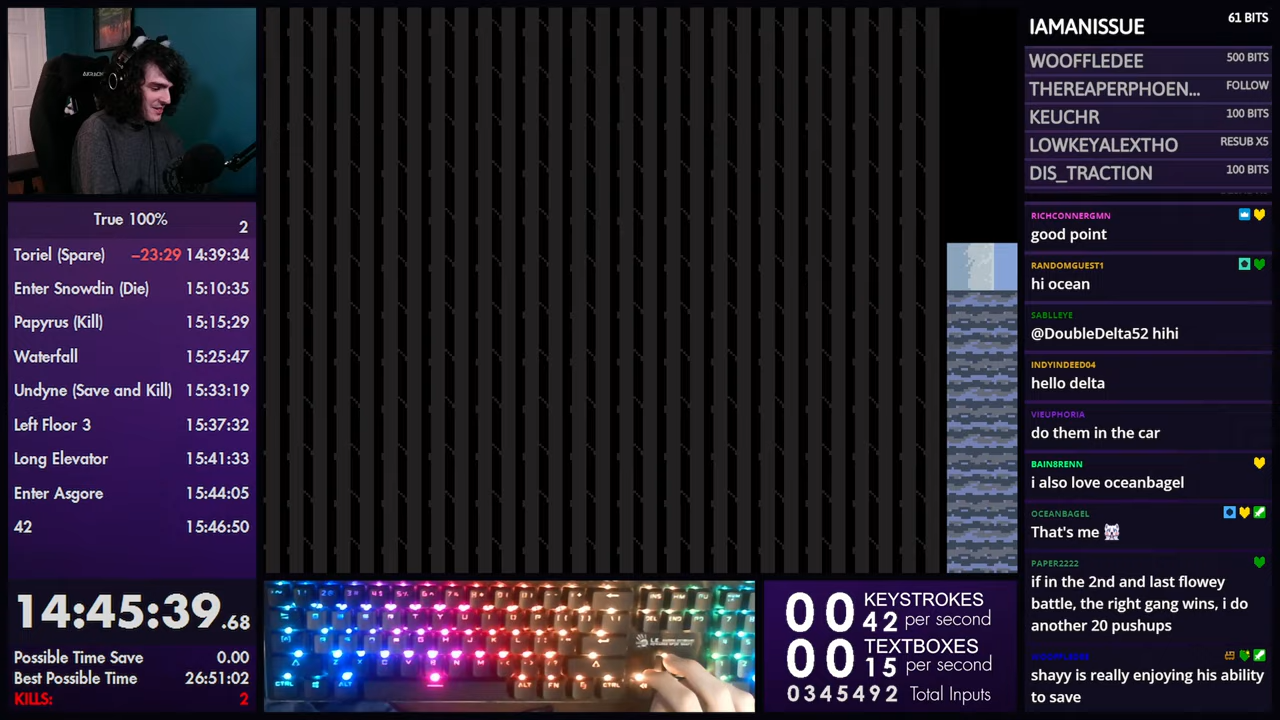 True 100%
2
Toriel (Spare) −23:29 14:39:34
Enter Snowdin (Die) 15:10:35
Papyrus (Kill) 15:15:29
Waterfall 15:25:47
Undyne (Save and Kill) 15:33:19
Left Floor 3 15:37:32
Long Elevator 15:41:33
Enter Asgore 15:44:05
42 15:46:50
14:45:39.68
Possible Time Save 0.00
Best Possible Time 26:51:02
KILLS: 2
00 KEYSTROKES
42 per second
00 TEXTBOXES
15 per second
0345492 Total Inputs
IAMANISSUE 61 BITS
WOOFFLEDEE 500 BITS
THEREAPERPHOEN... FOLLOW
KEUCHR 100 BITS
LOWKEYALEXTHO RESUB X5
DIS_TRACTION 100 BITS
RICHCONNERGMN
good point
RANDOMGUEST1
hi ocean
SABLLEYE
@DoubleDelta52 hihi
INDYINDEED04
hello delta
VIEUPHORIA
do them in the car
BAIN8RENN
i also love oceanbagel
OCEANBAGEL
That's me
PAPER2222
if in the 2nd and last flowey
battle, the right gang wins, i do
another 20 pushups
shayy is really enjoying his ability
to save